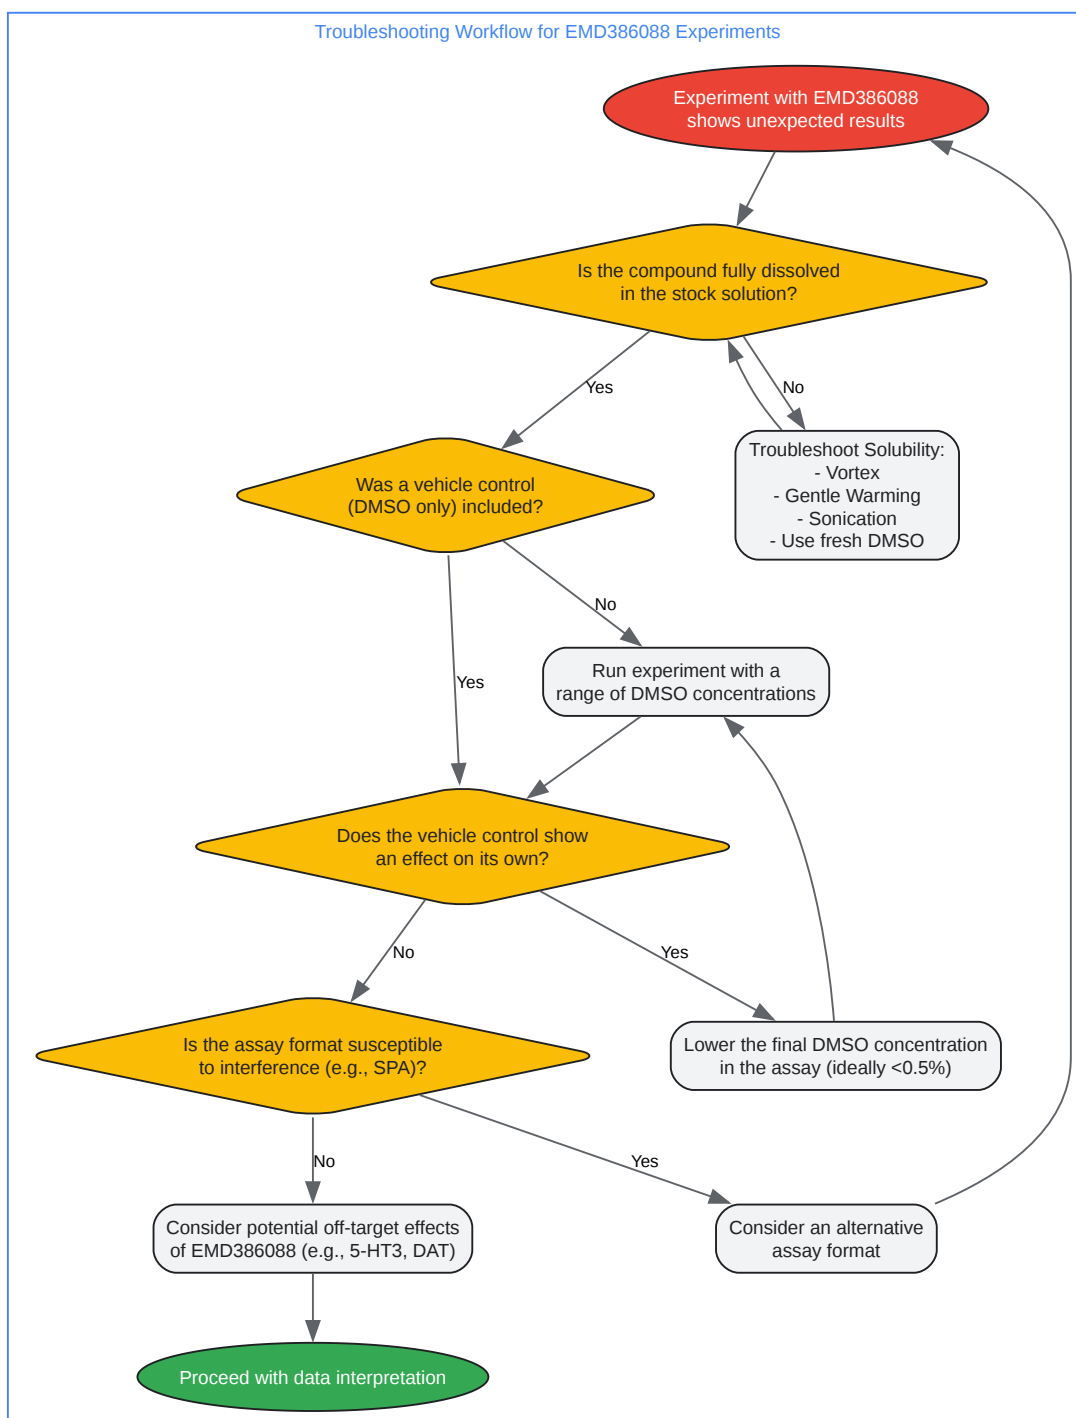 Troubleshooting Workflow for EMD386088 Experiments
Experiment with EMD386088
shows unexpected results
Is the compound fully dissolved
in the stock solution?
Yes
No
Was a vehicle control
(DMSO only) included?
Troubleshoot Solubility:
- Vortex
- Gentle Warming
- Sonication
- Use fresh DMSO
No
Yes
Run experiment with a
range of DMSO concentrations
Does the vehicle control show
an effect on its own?
No
Yes
Is the assay format susceptible
to interference (e.g., SPA)?
Lower the final DMSO concentration
in the assay (ideally <0.5%)
No
Yes
Consider potential off-target effects
of EMD386088 (e.g., 5-HT3, DAT)
Consider an alternative
assay format
Proceed with data interpretation